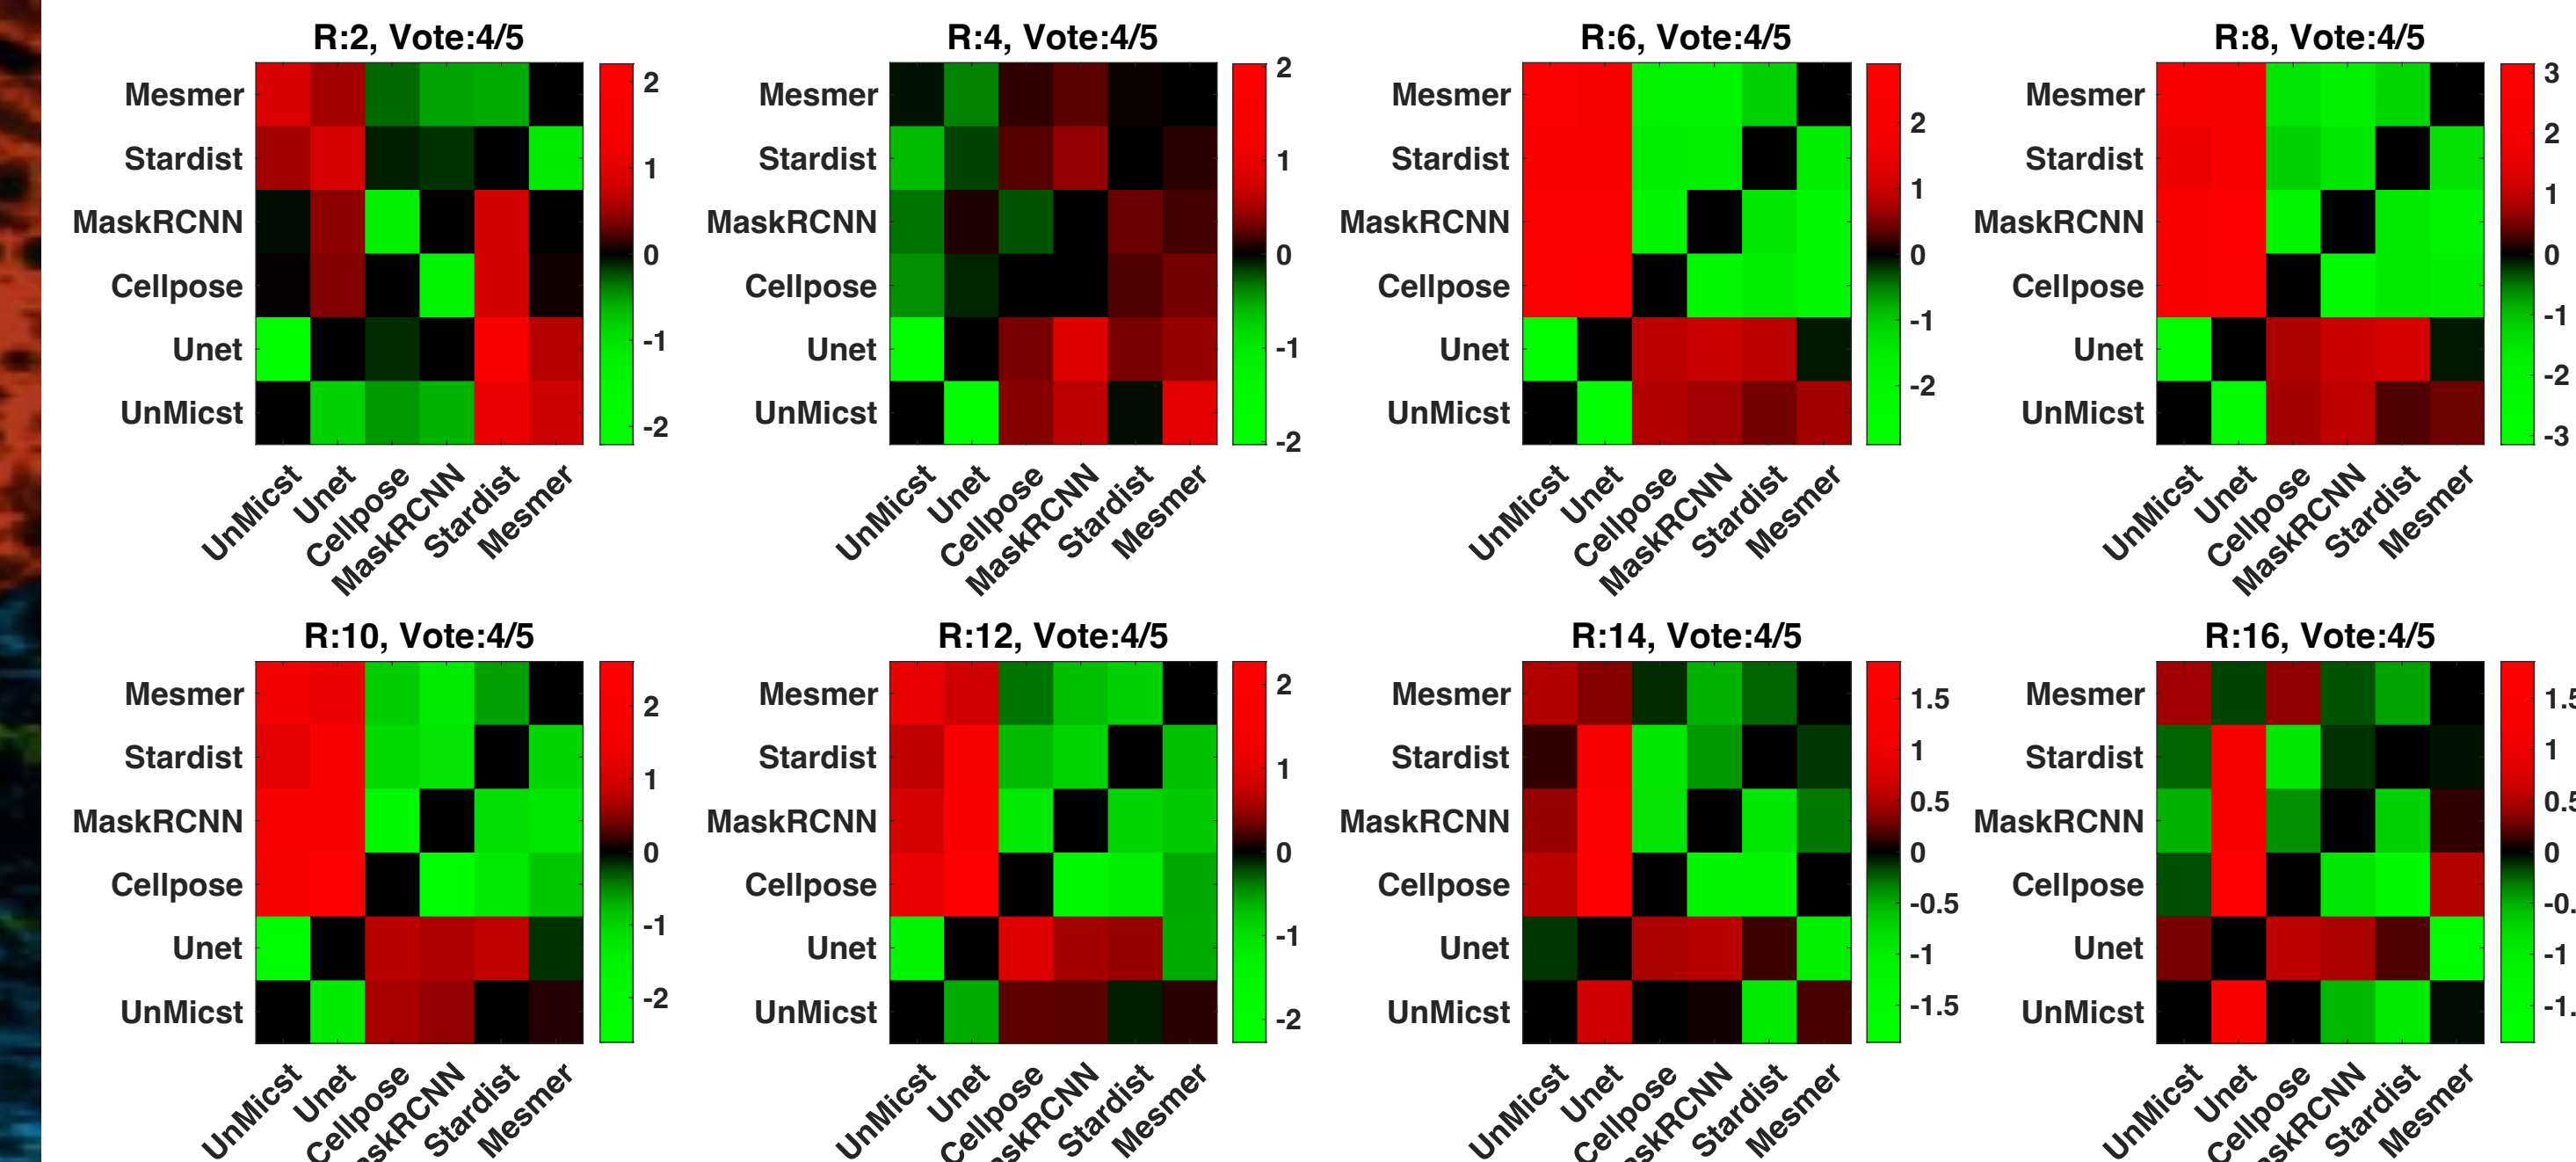 R:2, Vote:4/5
Mesmer
Stardist
MaskRCNN
Cellpose
Unet
UnMicst
2
1
0
-1
-2
UnMicst
Unet
Cellpose
MaskRCNN
Stardist
Mesmer
R:4, Vote:4/5
Mesmer
Stardist
MaskRCNN
Cellpose
Unet
UnMicst
2
1
0
-1
-2
UnMicst
Unet
Cellpose
MaskRCNN
Stardist
Mesmer
R:6, Vote:4/5
Mesmer
Stardist
MaskRCNN
Cellpose
Unet
UnMicst
2
1
0
-1
-2
UnMicst
Unet
Cellpose
MaskRCNN
Stardist
Mesmer
R:8, Vote:4/5
Mesmer
Stardist
MaskRCNN
Cellpose
Unet
UnMicst
3
2
1
0
-1
-2
-3
UnMicst
Unet
Cellpose
MaskRCNN
Stardist
Mesmer
R:10, Vote:4/5
Mesmer
Stardist
MaskRCNN
Cellpose
Unet
UnMicst
2
1
0
-1
-2
UnMicst
Unet
Cellpose
askRCNN
Stardist
Mesmer
R:12, Vote:4/5
Mesmer
Stardist
MaskRCNN
Cellpose
Unet
UnMicst
2
1
0
-1
-2
UnMicst
Unet
Cellpose
askRCNN
Stardist
Mesmer
R:14, Vote:4/5
Mesmer
Stardist
MaskRCNN
Cellpose
Unet
UnMicst
1.5
1
0.5
0
-0.5
-1
-1.5
UnMicst
Unet
Cellpose
askRCNN
Stardist
Mesmer
R:16, Vote:4/5
Mesmer
Stardist
MaskRCNN
Cellpose
Unet
UnMicst
1.5
1
0.5
0
-0.
-1
-1.
UnMicst
Unet
Cellpose
askRCNN
Stardist
Mesmer